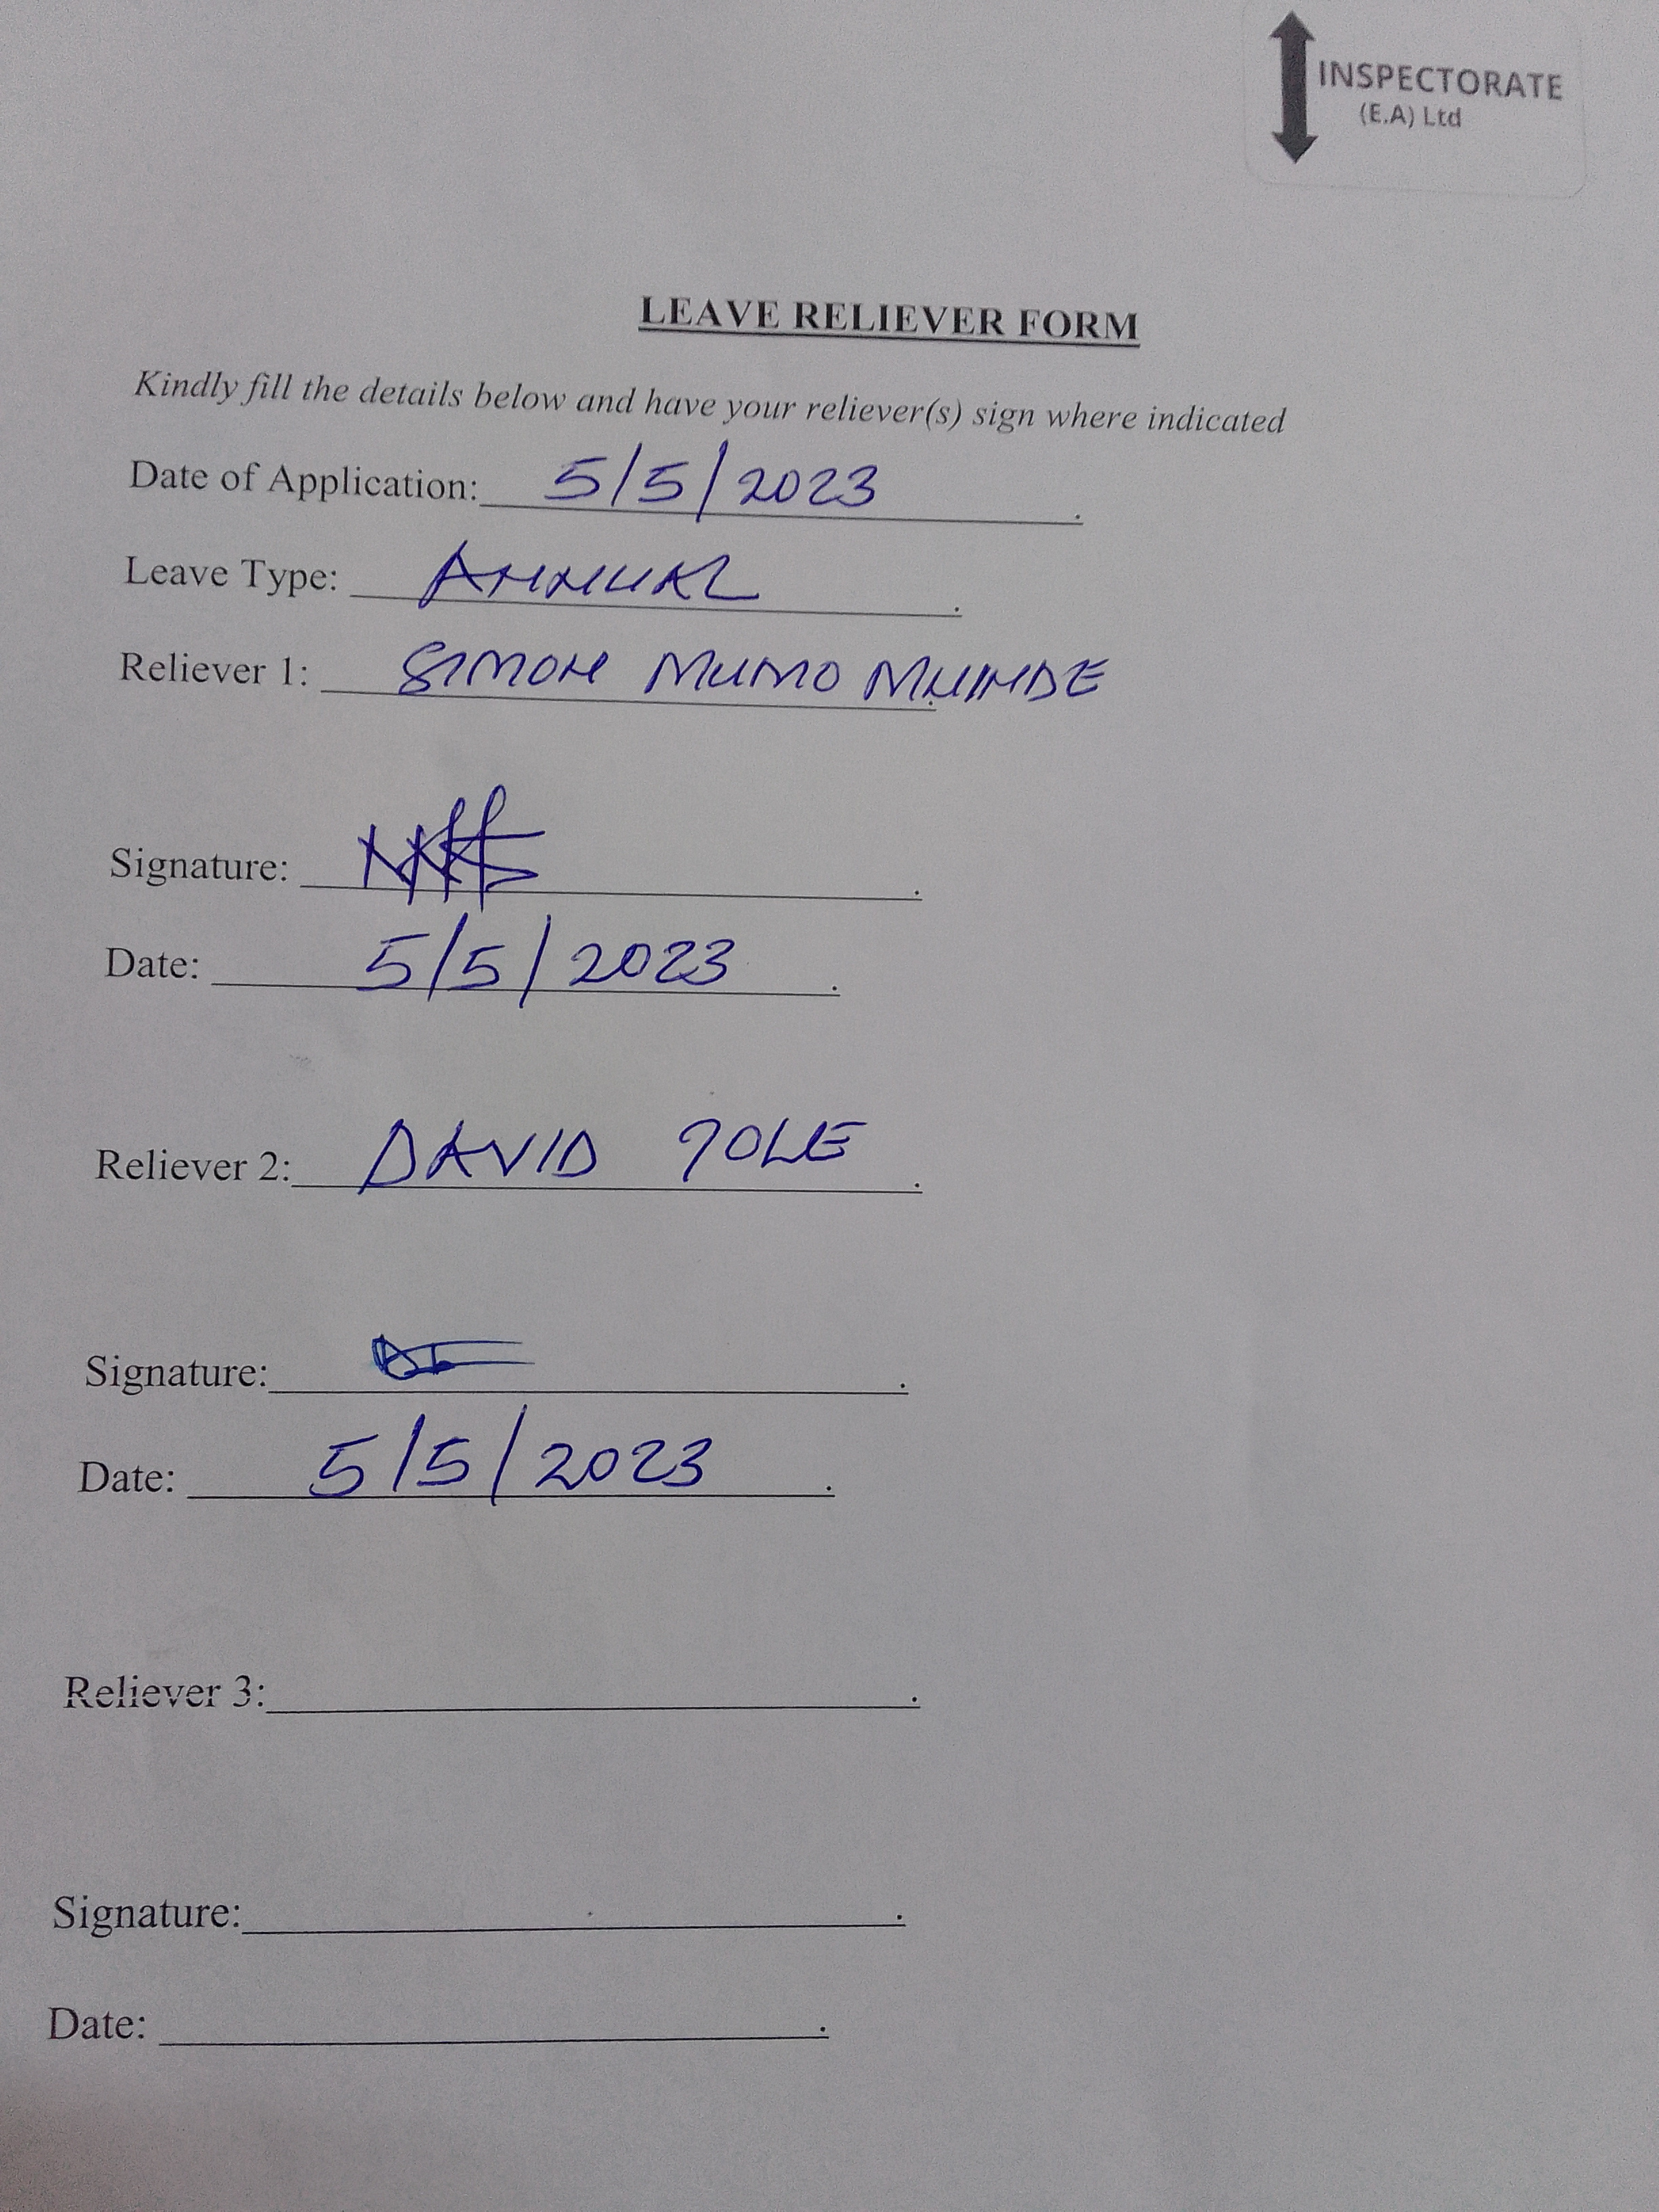 INSPECTORATE
(E.A) Ltd
LEAVE RELIEVER FORM
Kindly fill the details below and have your reliever(s) sign where indicated
Date of Application: 5/5/2023
Leave Type: ANNUAL
Reliever 1: SIMON MUMO MUINDE
Signature:
Date: 5/5/2023
Reliever 2: DAVID TOLE
Signature:
Date: 5/5/2023
Reliever 3:
Signature:
Date: